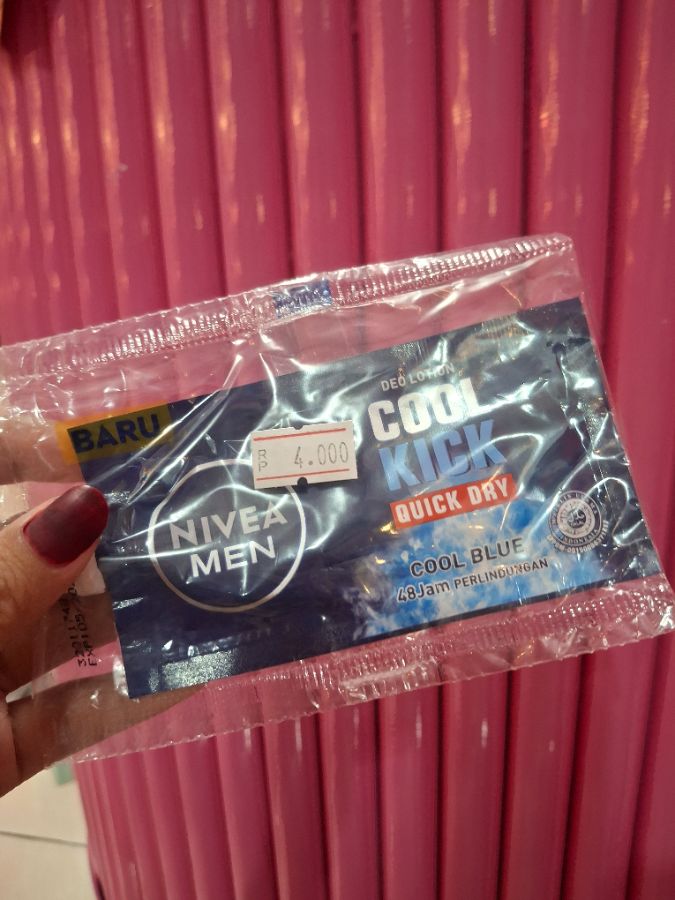 BARU
NIVEA
MEN
RP 4.000
DEO LOTION
COOL
KICK
QUICK DRY
COOL BLUE
48Jam PERLINDUNGAN